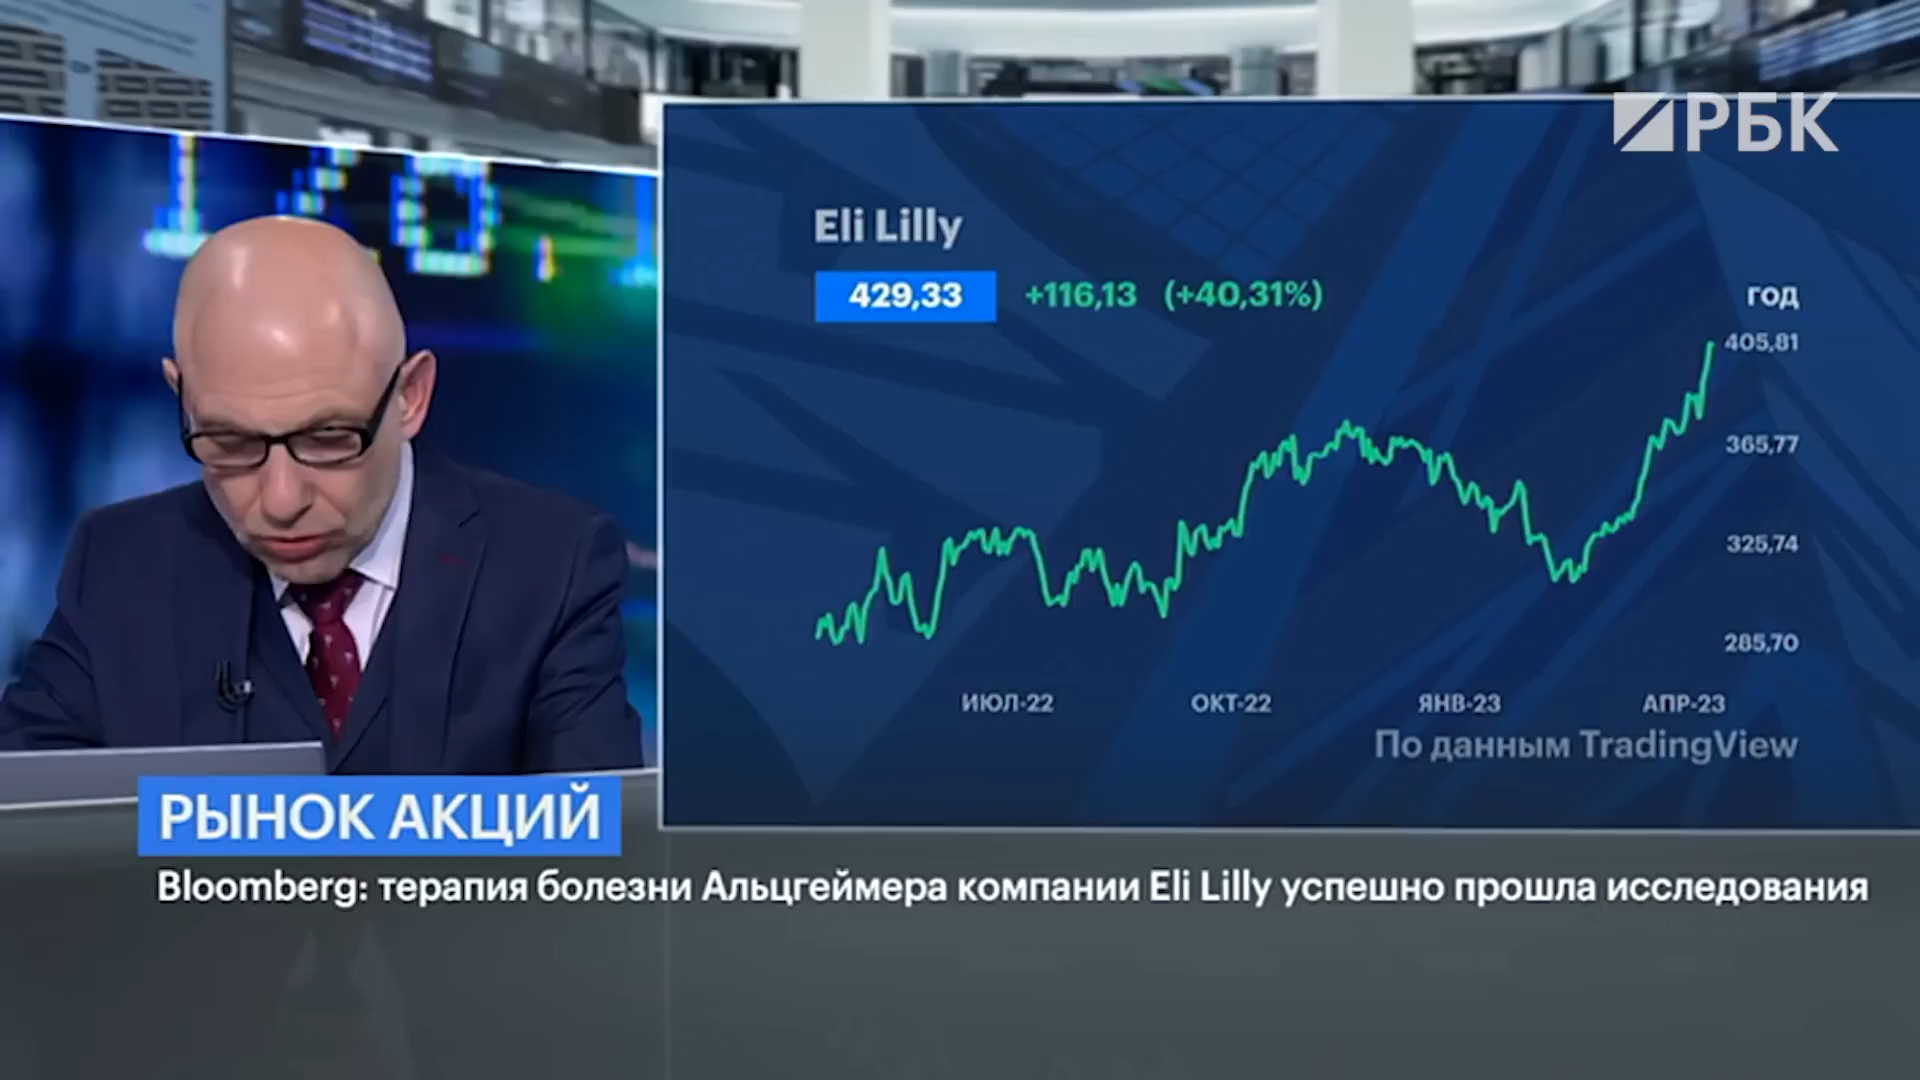 РБК
Eli Lilly
429,33 +116,13 (+40,31%)
ГОД
405,81
365,77
325,74
285,70
ИЮЛ-22 ОКТ-22 ЯНВ-23 АПР-23
По данным TradingView
РЫНОК АКЦИЙ
Bloomberg: терапия болезни Альцгеймера компании Eli Lilly успешно прошла исследования